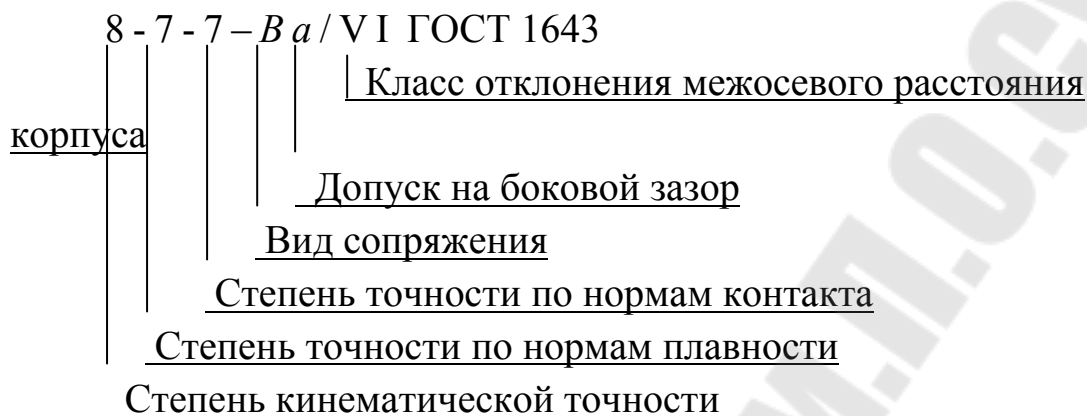 8 - 7 - 7 – В а / V I ГОСТ 1643
Класс отклонения межосевого расстояния
корпуса
Допуск на боковой зазор
Вид сопряжения
Степень точности по нормам контакта
Степень точности по нормам плавности
Степень кинематической точности